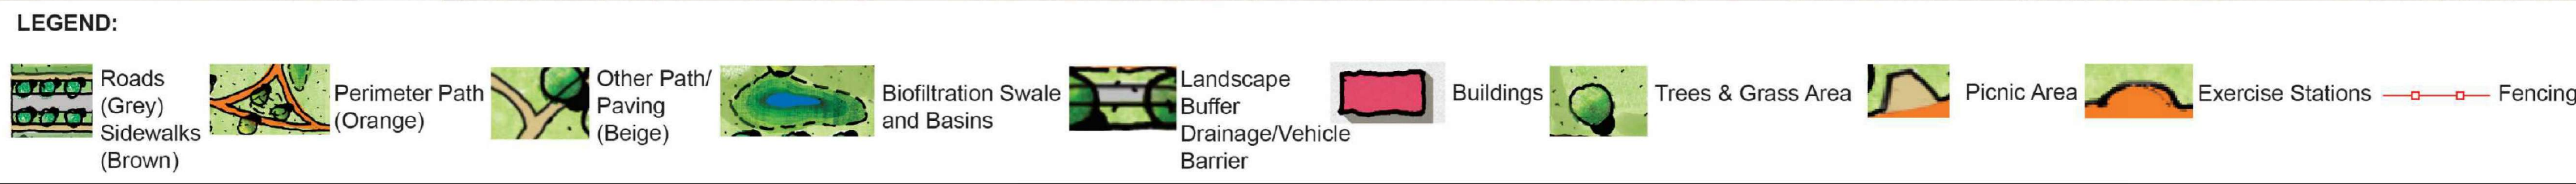 LEGEND:
Roads
(Grey)
Sidewalks
(Brown)
Perimeter Path
(Orange)
Other Path/
Paving
(Beige)
Biofiltration Swale
and Basins
Landscape
Buffer
Drainage/Vehicle
Barrier
Buildings
Trees & Grass Area
Picnic Area
Exercise Stations
Fencing